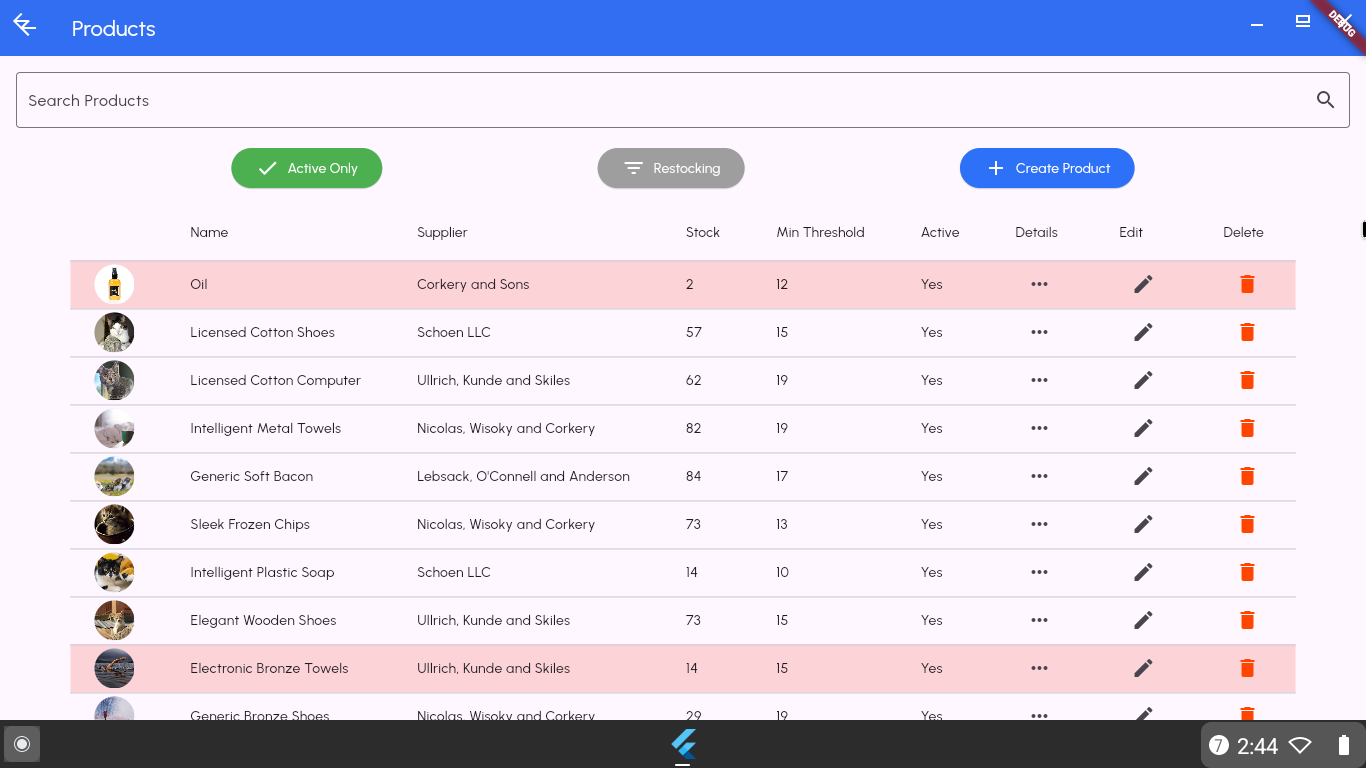 Products
DEBUG
Search Products
Active Only Restocking Create Product
Name Supplier Stock Min Threshold Active Details Edit Delete
Oil Corkery and Sons 2 12 Yes
Licensed Cotton Shoes Schoen LLC 57 15 Yes
Licensed Cotton Computer Ullrich, Kunde and Skiles 62 19 Yes
Intelligent Metal Towels Nicolas, Wisoky and Corkery 82 19 Yes
Generic Soft Bacon Lebsack, O'Connell and Anderson 84 17 Yes
Sleek Frozen Chips Nicolas, Wisoky and Corkery 73 13 Yes
Intelligent Plastic Soap Schoen LLC 14 10 Yes
Elegant Wooden Shoes Ullrich, Kunde and Skiles 73 15 Yes
Electronic Bronze Towels Ullrich, Kunde and Skiles 14 15 Yes
Generic Bronze Shoes Nicolas, Wisoky and Corkery 29 19 Yes
7 2:44